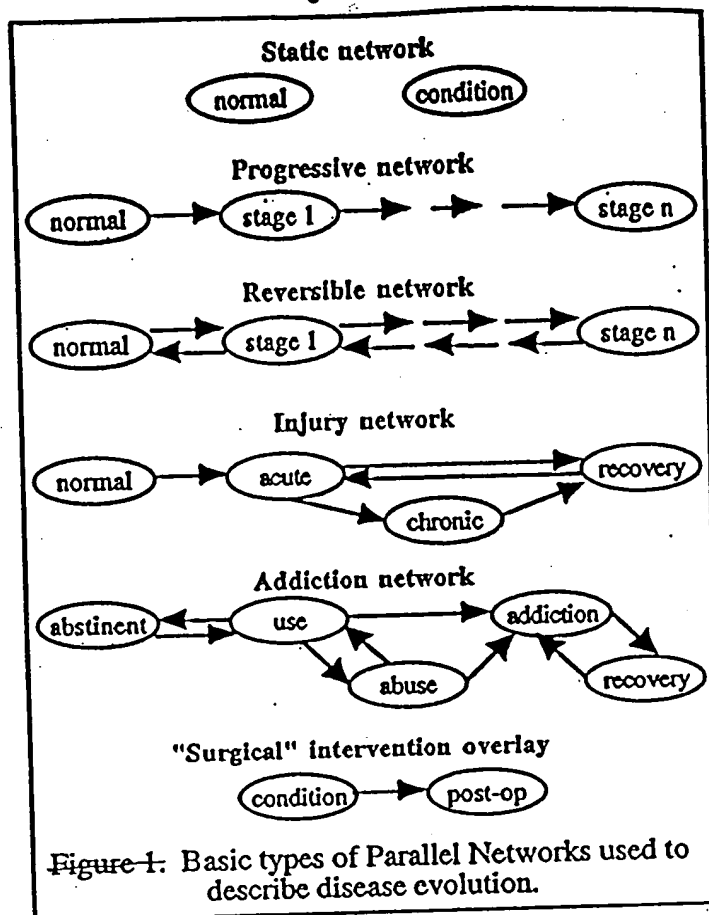 Static network
normal condition
Progressive network
normal stage 1 stage n
Reversible network
normal stage 1 stage n
Injury network
normal acute recovery
chronic
Addiction network
abstinent use addiction
abuse recovery
"Surgical" intervention overlay
condition post-op
Figure 1. Basic types of Parallel Networks used to
describe disease evolution.